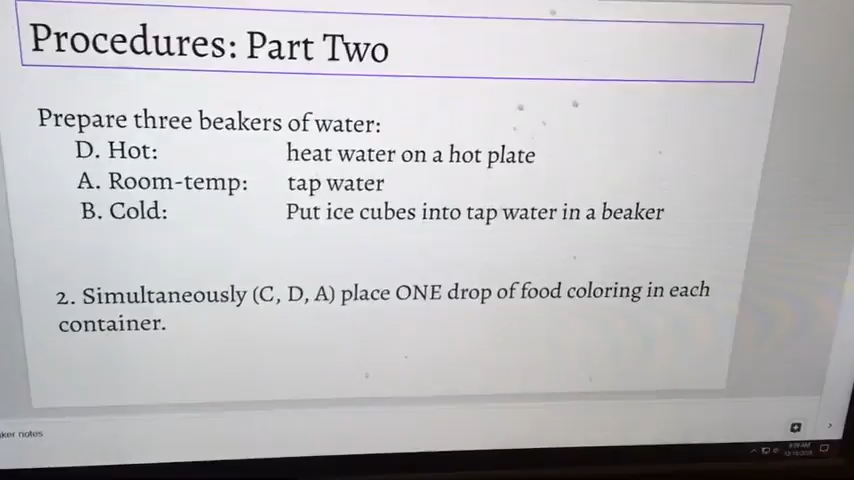 Procedures: Part Two
Prepare three beakers of water:
D. Hot: heat water on a hot plate
A. Room-temp: tap water
B. Cold: Put ice cubes into tap water in a beaker
2. Simultaneously (C, D, A) place ONE drop of food coloring in each
container.
notes